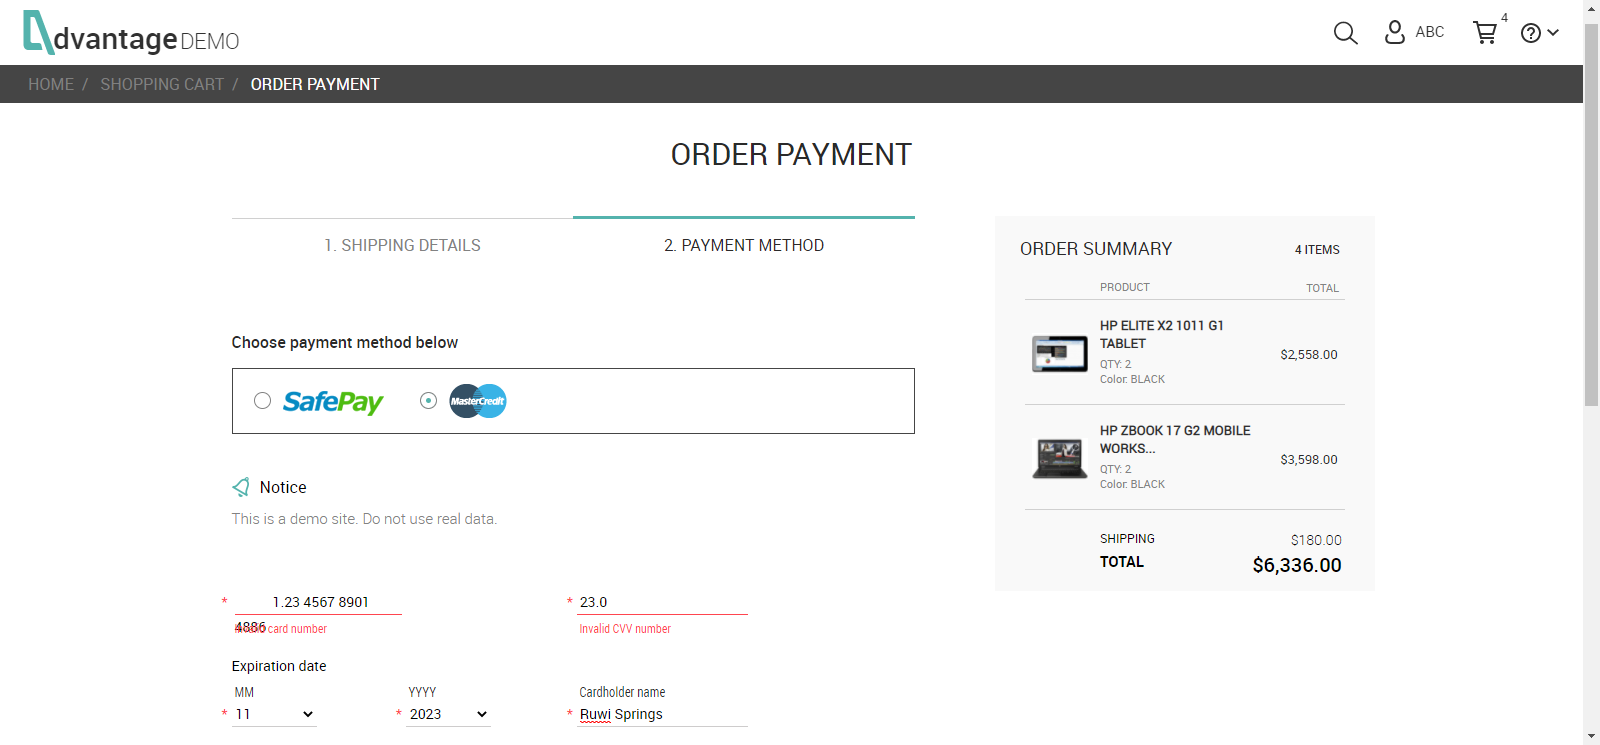 dvantage DEMO
ABC
4
HOME / SHOPPING CART / ORDER PAYMENT
ORDER PAYMENT
1. SHIPPING DETAILS
2. PAYMENT METHOD
Choose payment method below
SafePay
MasterCredit
Notice
This is a demo site. Do not use real data.
* 1.23 4567 8901
4886
Invalid card number
* 23.0
Invalid CVV number
Expiration date
MM
* 11
YYYY
* 2023
Cardholder name
* Ruwi Springs
ORDER SUMMARY
4 ITEMS
PRODUCT
TOTAL
HP ELITE X2 1011 G1
TABLET
QTY: 2
Color: BLACK
$2,558.00
HP ZBOOK 17 G2 MOBILE
WORKS...
QTY: 2
Color: BLACK
$3,598.00
SHIPPING
$180.00
TOTAL
$6,336.00